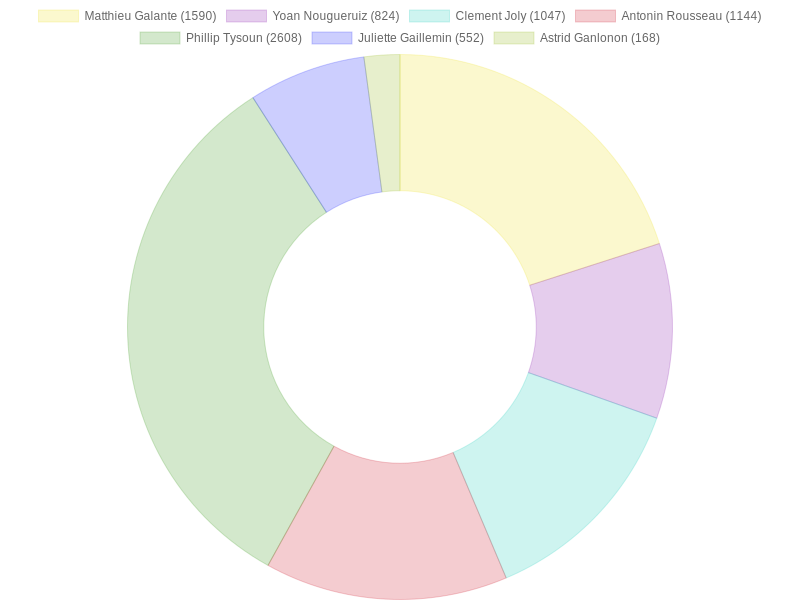 Matthieu Galante (1590) Yoan Nougueruiz (824) Clement Joly (1047) Antonin Rousseau (1144)
Phillip Tysoun (2608) Juliette Gaillemin (552) Astrid Ganlonon (168)